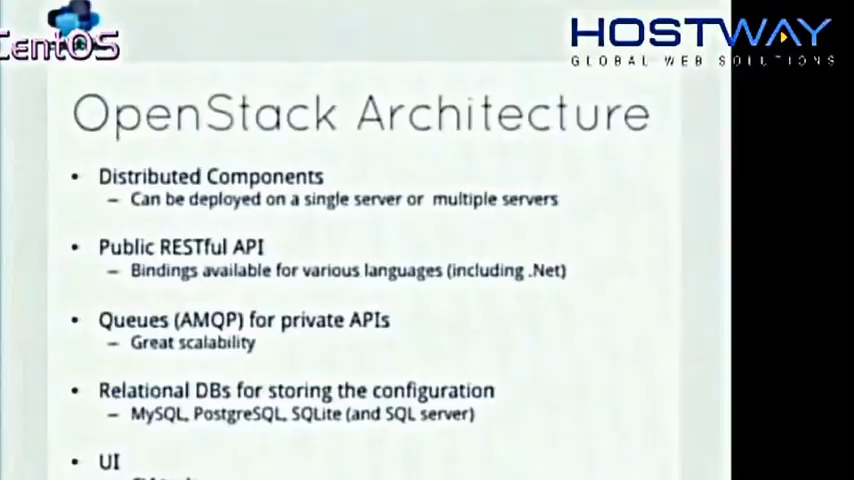 CentOS
HOSTWAY
GLOBAL WEB SOLUTIONS
OpenStack Architecture
• Distributed Components
– Can be deployed on a single server or multiple servers
• Public RESTful API
– Bindings available for various languages (including .Net)
• Queues (AMQP) for private APIs
– Great scalability
• Relational DBs for storing the configuration
– MySQL, PostgreSQL, SQLite (and SQL server)
• UI